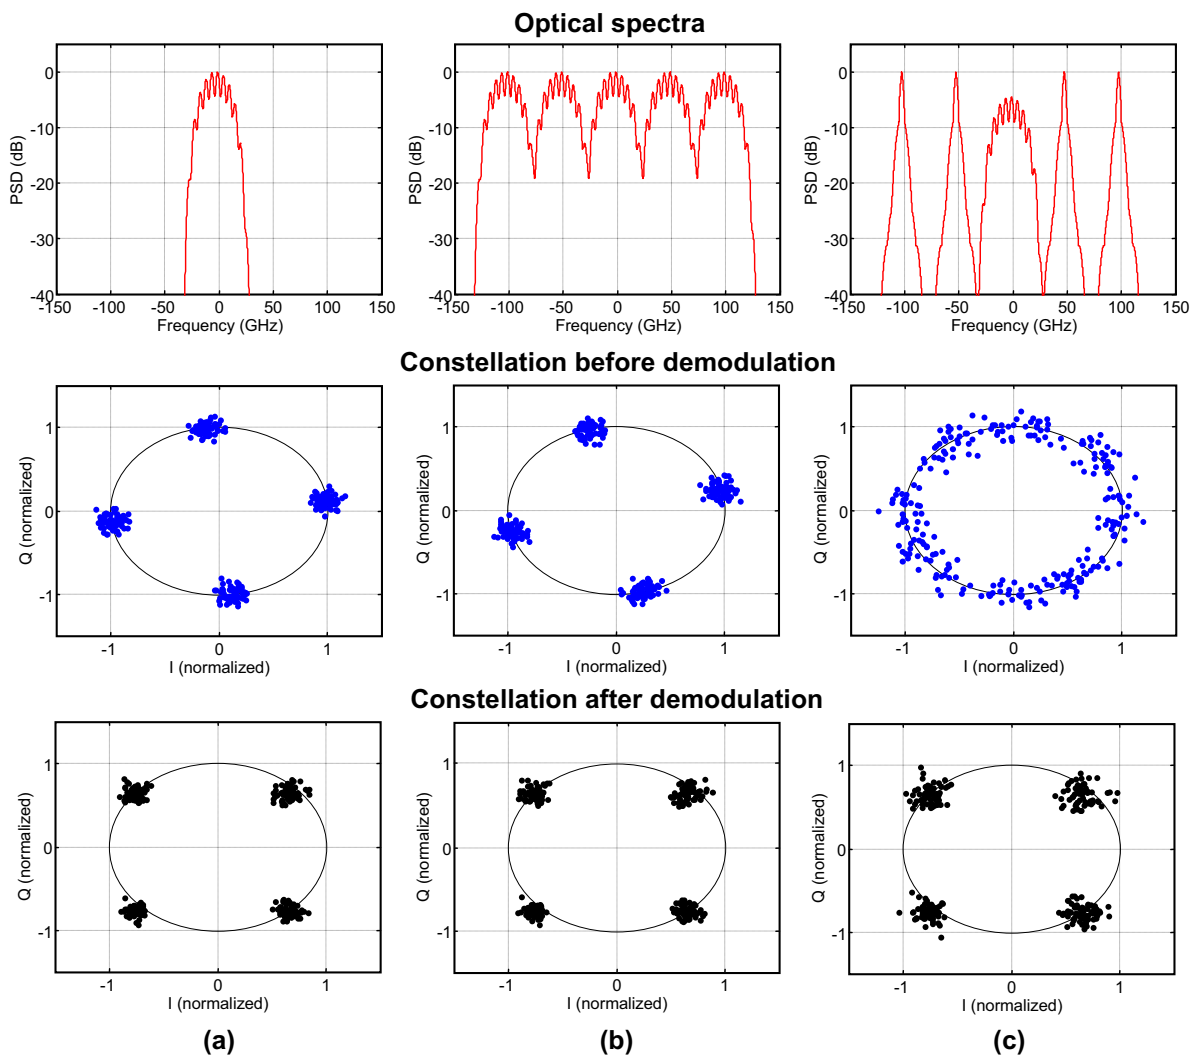 Optical spectra
PSD (dB)
0
-10
-20
-30
-40
-150 -100 -50 0 50 100 150
Frequency (GHz)
PSD (dB)
0
-10
-20
-30
-40
-150 -100 -50 0 50 100 150
Frequency (GHz)
PSD (dB)
0
-10
-20
-30
-40
-150 -100 -50 0 50 100 150
Frequency (GHz)
Constellation before demodulation
Q (normalized)
1
0
-1
-1 0 1
I (normalized)
Q (normalized)
1
0
-1
-1 0 1
I (normalized)
Q (normalized)
1
0
-1
-1 0 1
I (normalized)
Constellation after demodulation
Q (normalized)
1
0
-1
-1 0 1
I (normalized)
Q (normalized)
1
0
-1
-1 0 1
I (normalized)
Q (normalized)
1
0
-1
-1 0 1
I (normalized)
(a) (b) (c)